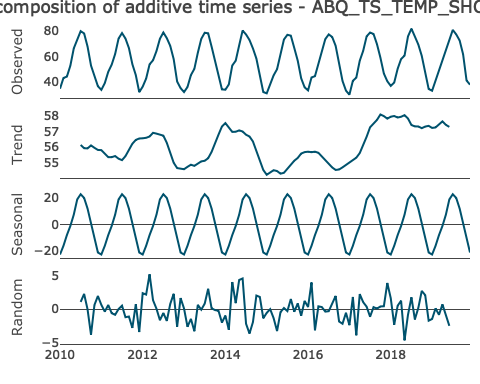 composition of additive time series - ABQ_TS_TEMP_SHO
Observed
80
60
40
Trend
58
57
56
55
Seasonal
20
0
−20
Random
5
0
−5
2010 2012 2014 2016 2018